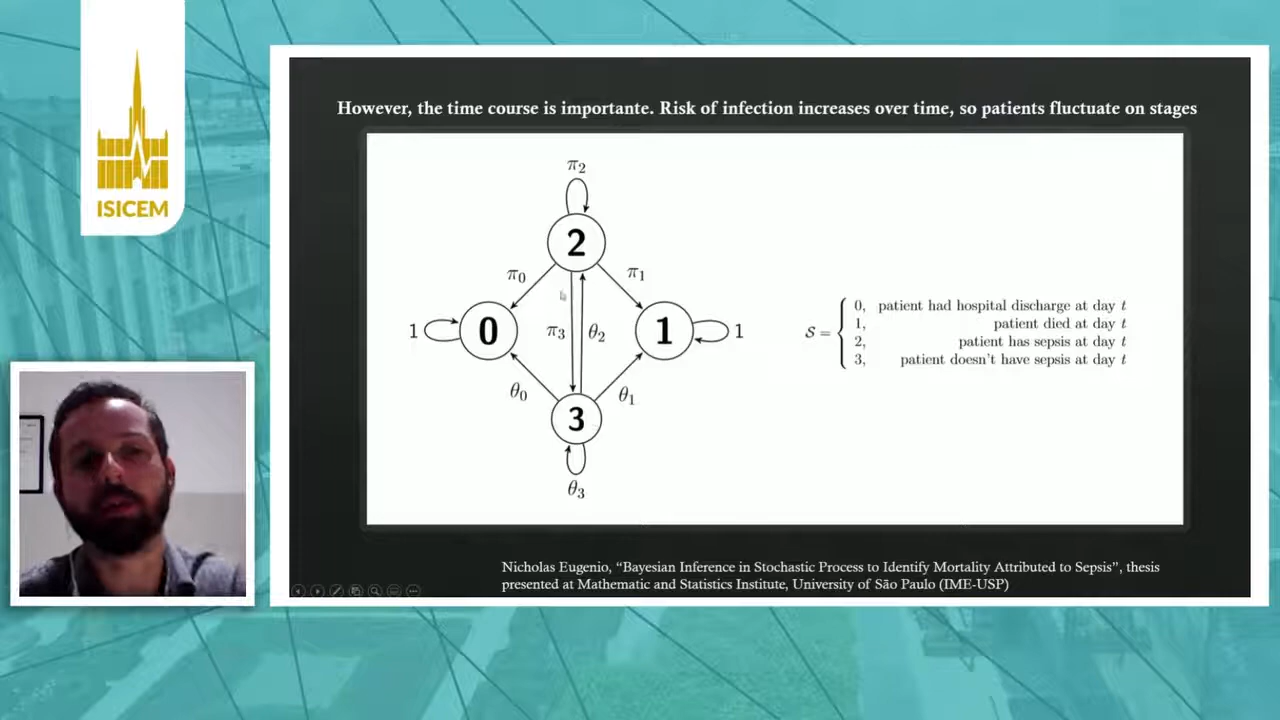 ISICEM
However, the time course is importante. Risk of infection increases over time, so patients fluctuate on stages
π2
2
π0
π1
1
0
π3
θ2
1
1
θ0
θ1
3
θ3
S = { 0, patient had hospital discharge at day t
1, patient died at day t
2, patient has sepsis at day t
3, patient doesn't have sepsis at day t
Nicholas Eugenio, “Bayesian Inference in Stochastic Process to Identify Mortality Attributed to Sepsis”, thesis
presented at Mathematic and Statistics Institute, University of São Paulo (IME-USP)